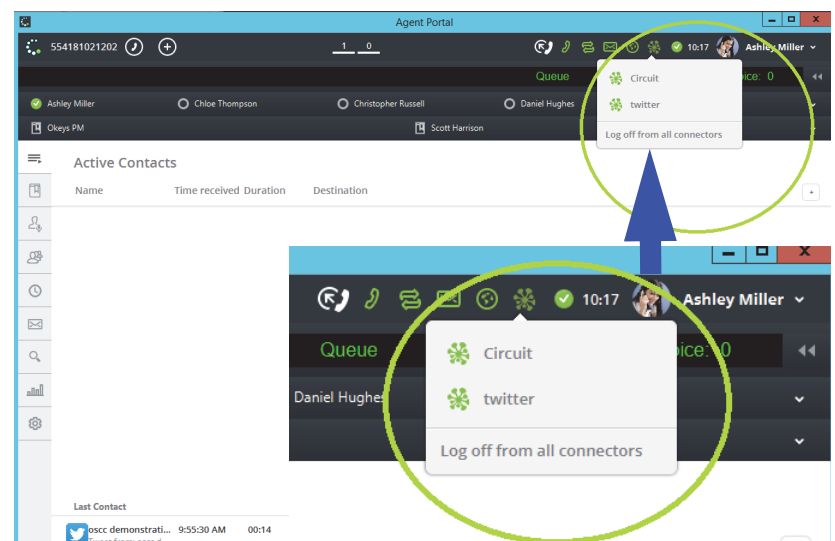 Agent Portal
554181021202
1 0
10:17 Ashley Miller
Queue
oice: 0
Circuit
twitter
Log off from all connectors
Ashley Miller Chloe Thompson Christopher Russell Daniel Hughes
Okeys PM Scott Harrison
Active Contacts
Name Time received Duration Destination
10:17 Ashley Miller
Queue
oice: 0
Circuit
twitter
Daniel Hughes
Log off from all connectors
Last Contact
oscc demonstrati... 9:55:30 AM 00:14